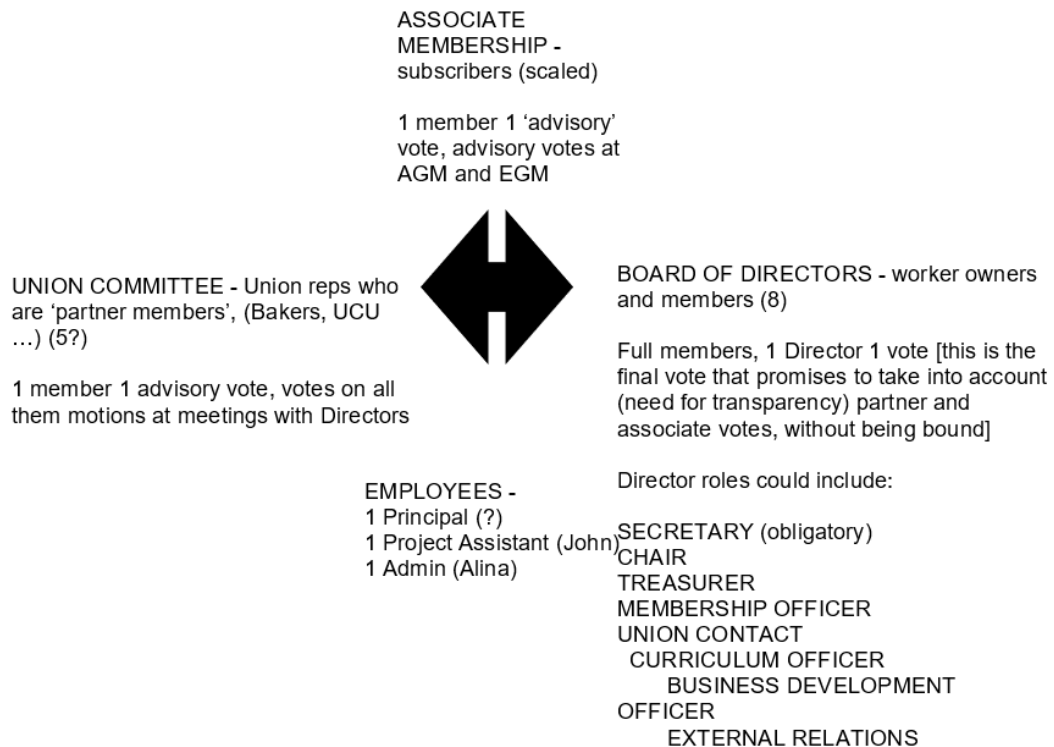 ASSOCIATE
MEMBERSHIP -
subscribers (scaled)
1 member 1 ‘advisory’
vote, advisory votes at
AGM and EGM
UNION COMMITTEE - Union reps who
are ‘partner members’, (Bakers, UCU
…) (5?)
1 member 1 advisory vote, votes on all
them motions at meetings with Directors
BOARD OF DIRECTORS - worker owners
and members (8)
Full members, 1 Director 1 vote [this is the
final vote that promises to take into account
(need for transparency) partner and
associate votes, without being bound]
Director roles could include:
SECRETARY (obligatory)
CHAIR
TREASURER
MEMBERSHIP OFFICER
UNION CONTACT
CURRICULUM OFFICER
BUSINESS DEVELOPMENT
OFFICER
EXTERNAL RELATIONS
EMPLOYEES -
1 Principal (?)
1 Project Assistant (John)
1 Admin (Alina)